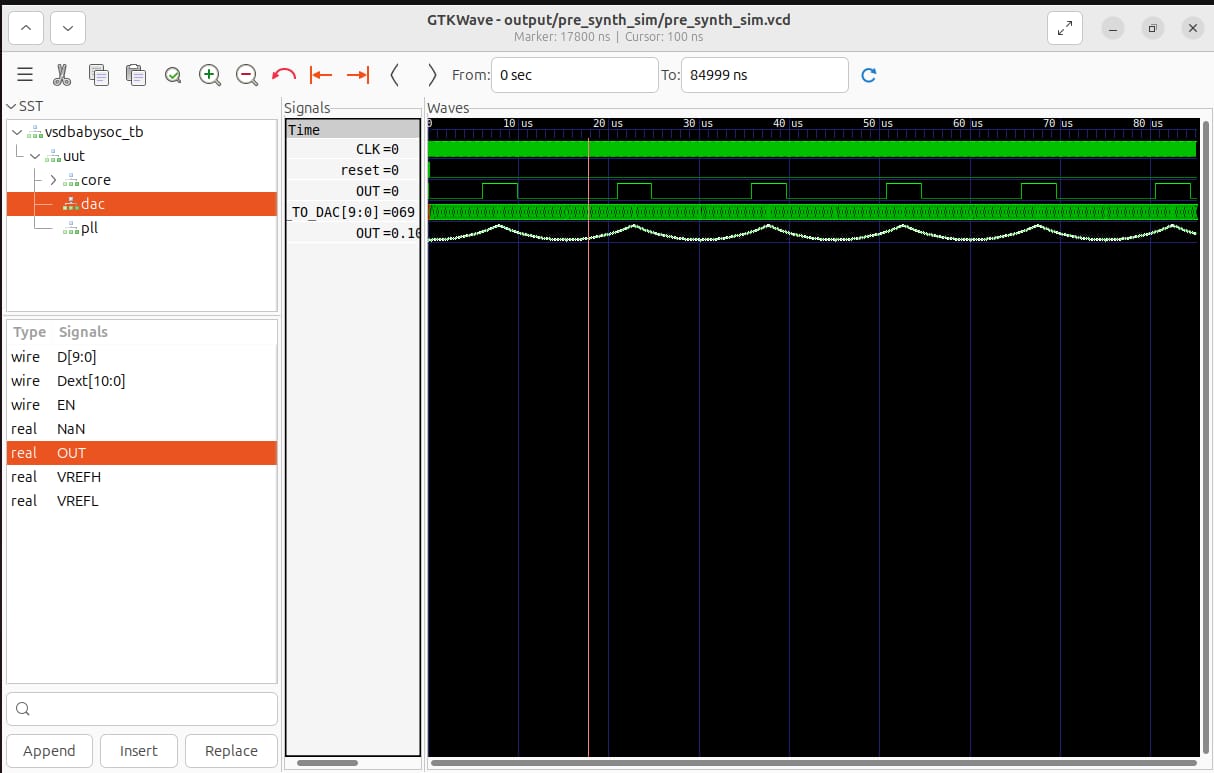 GTKWave - output/pre_synth_sim/pre_synth_sim.vcd
Marker: 17800 ns | Cursor: 100 ns
From: 0 sec To: 84999 ns
SST
vsdbabysoc_tb
uut
core
dac
pll
Type Signals
wire D[9:0]
wire Dext[10:0]
wire EN
real NaN
real OUT
real VREFH
real VREFL
Append Insert Replace
Signals
Time
CLK =0
reset =0
OUT =0
_TO_DAC[9:0] =069
OUT =0.10
Waves
0 10 us 20 us 30 us 40 us 50 us 60 us 70 us 80 us